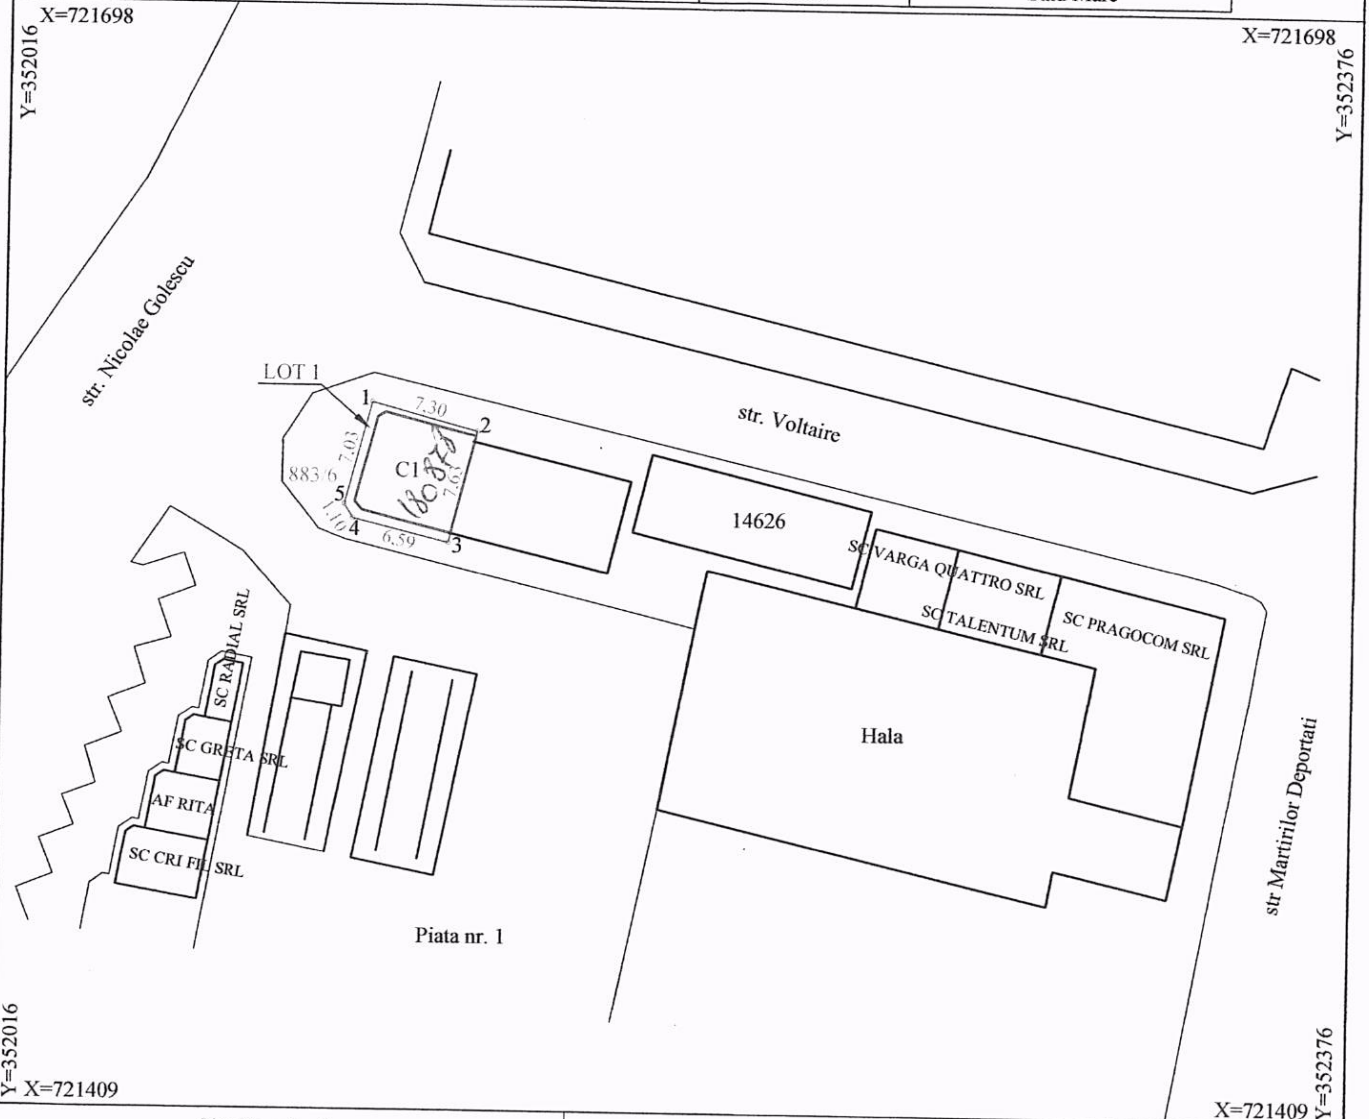 X=721698
Y=352016
X=721698
Y=352376
str. Nicolae Golescu
LOT 1
1
7.30
2
str. Voltaire
7.03
C1
180878
7.63
883/6
5
1.10
4
6.59
3
14626
SC VARGA QUATTRO SRL
SC TALENTUM SRL
SC PRAGOCOM SRL
SC RADIAL SRL
SC GRETA SRL
AF RITA
SC CRI FIL SRL
Hala
str Martirilor Deportati
Piata nr. 1
Y=352016
X=721409
Y=352376
X=721409